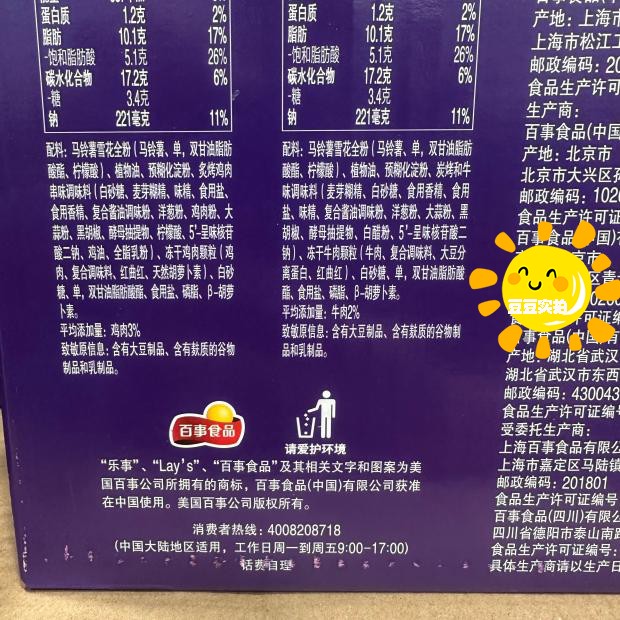 蛋白质 1.2克 2%
脂肪 10.1克 17%
-饱和脂肪酸 5.1克 26%
碳水化合物 17.2克 6%
-糖 3.4克
钠 221毫克 11%
配料：马铃薯雪花全粉（马铃薯、单，双甘油脂肪
酸酯、柠檬酸）、植物油、预糊化淀粉、炙烤鸡肉
串味调味料（白砂糖、麦芽糊精、味精、食用盐、
食用香精、复合酱油调味粉、洋葱粉、鸡肉粉、大
蒜粉、黑胡椒、酵母抽提物、柠檬酸、5'-呈味核苷酸
二钠、鸡油、全脂乳粉）、冻干鸡肉颗粒（鸡
肉、复合调味料、红曲红、天然胡萝卜素）、白砂
糖、单，双甘油脂肪酸酯、食用盐、磷脂、β-胡萝
卜素。
平均添加量：鸡肉3%
致敏原信息：含有大豆制品、含有麸质的谷物
制品和乳制品。
蛋白质 1.2克 2%
脂肪 10.1克 17%
-饱和脂肪酸 5.1克 26%
碳水化合物 17.2克 6%
-糖 3.4克
钠 221毫克 11%
配料：马铃薯雪花全粉（马铃薯、单，双甘油脂肪
酸酯、柠檬酸）、植物油、预糊化淀粉、炭烤和牛
味调味料（麦芽糊精、白砂糖、食用香精、食用
盐、味精、复合酱油调味粉、洋葱粉、大蒜粉、黑
胡椒、酵母抽提物、白醋粉、5'-呈味核苷酸二
钠）、冻干牛肉颗粒（牛肉、复合调味料、大豆分
离蛋白、红曲红）、白砂糖、单，双甘油脂肪酸
酯、食用盐、磷脂、β-胡萝卜素。
平均添加量：牛肉2%
致敏原信息：含有大豆制品、含有麸质的谷物制
品和乳制品。
百事食品
请爱护环境
“乐事”、“Lay's”、“百事食品”及其相关文字和图案为美
国百事公司所拥有的商标，百事食品(中国)有限公司获准
在中国使用。美国百事公司版权所有。
消费者热线：4008208718
(中国大陆地区适用，工作日周一到周五9:00-17:00)
话费自理
产地：上海市
上海市松江工
邮政编码：20
食品生产许可
生产商：
百事食品(中国
产地：北京市
北京市大兴区
邮政编码：102
食品生产许可证
百事食品
豆豆实拍
产地：湖北省武汉
湖北省武汉市东西
邮政编码：430043
食品生产许可证编号
受委托生产商：
上海百事食品有限公
上海市嘉定区马陆镇
邮政编码：201801
食品生产许可证编号
百事食品(四川)有限公
四川省德阳市泰山南路
食品生产许可证编号：
具体生产商请以生产日